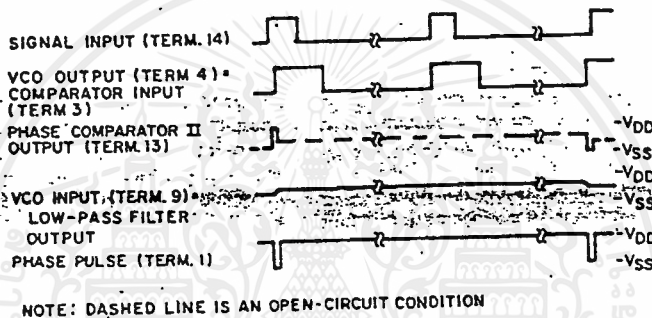 SIGNAL INPUT (TERM. 14)
VCO OUTPUT (TERM 4) =
COMPARATOR INPUT
(TERM 3)
PHASE COMPARATOR II
OUTPUT (TERM. 13)
-VDD
-VSS
VCO INPUT (TERM. 9) =
LOW-PASS FILTER
OUTPUT
-VDD
-VSS
PHASE PULSE (TERM. 1)
-VDD
-VSS
NOTE: DASHED LINE IS AN OPEN-CIRCUIT CONDITION